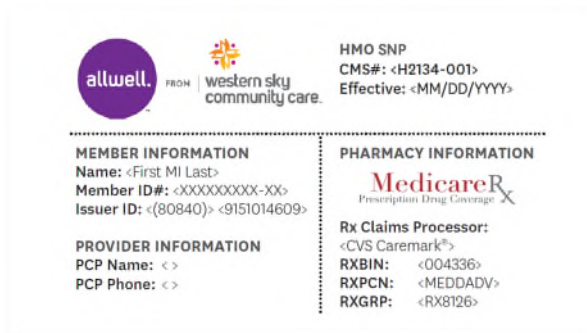 allwell.
FROM
western sky
community care.
HMO SNP
CMS#: <H2134-001>
Effective: <MM/DD/YYYY>
MEMBER INFORMATION
Name: <First MI Last>
Member ID#: <XXXXXXXXX-XX>
Issuer ID: <(80840)> <9151014609>
PROVIDER INFORMATION
PCP Name: < >
PCP Phone: < >
PHARMACY INFORMATION
MedicareRx
Prescription Drug Coverage
Rx Claims Processor:
<CVS Caremark®>
RXBIN: <004336>
RXPCN: <MEDDADV>
RXGRP: <RX8126>